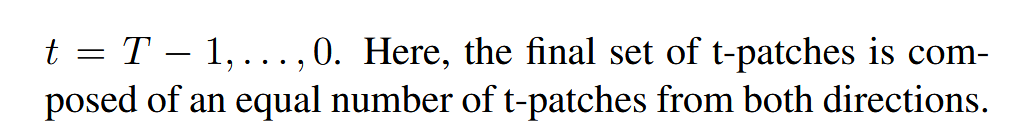 t = T − 1, . . . , 0. Here, the final set of t-patches is com-
posed of an equal number of t-patches from both directions.